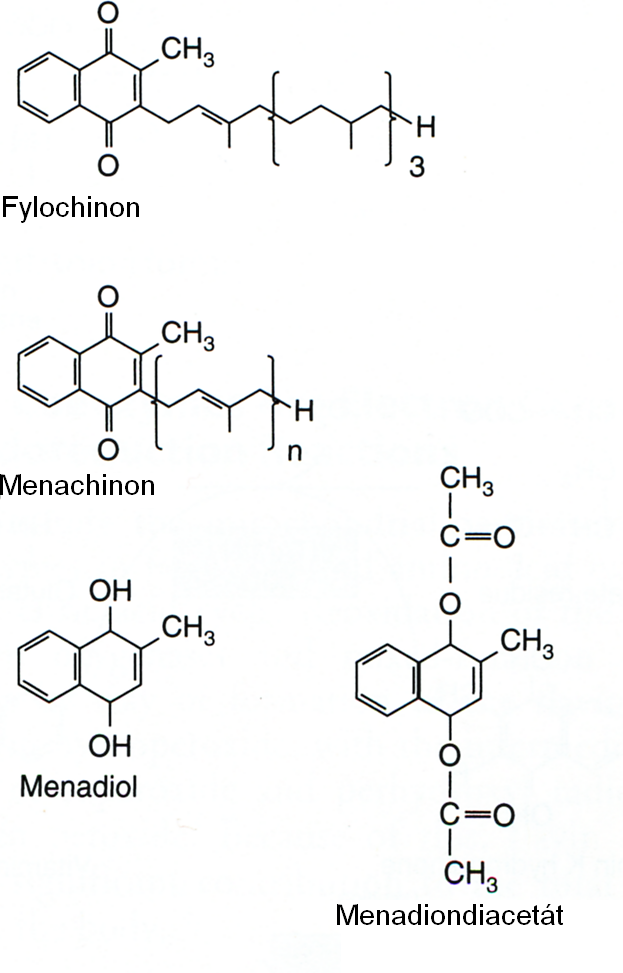 O
CH3
H
O
3
Fylochinon
O
CH3
H
O
n
Menachinon
CH3
C=O
O
OH
CH3
CH3
OH
O
Menadiol
C=O
CH3
Menadiondiacetát